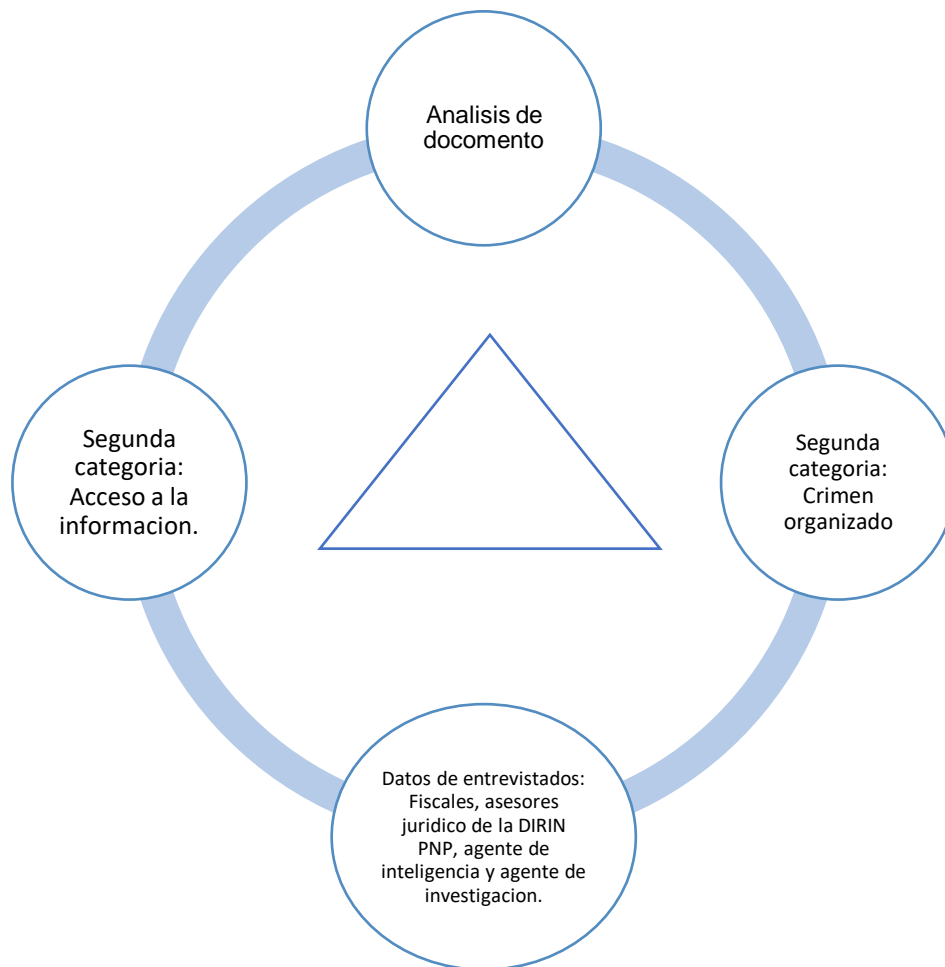 Analisis de
docomento
Segunda
categoria:
Acceso a la
informacion.
Segunda
categoria:
Crimen
organizado
Datos de entrevistados:
Fiscales, asesores
juridico de la DIRIN
PNP, agente de
inteligencia y agente de
investigacion.